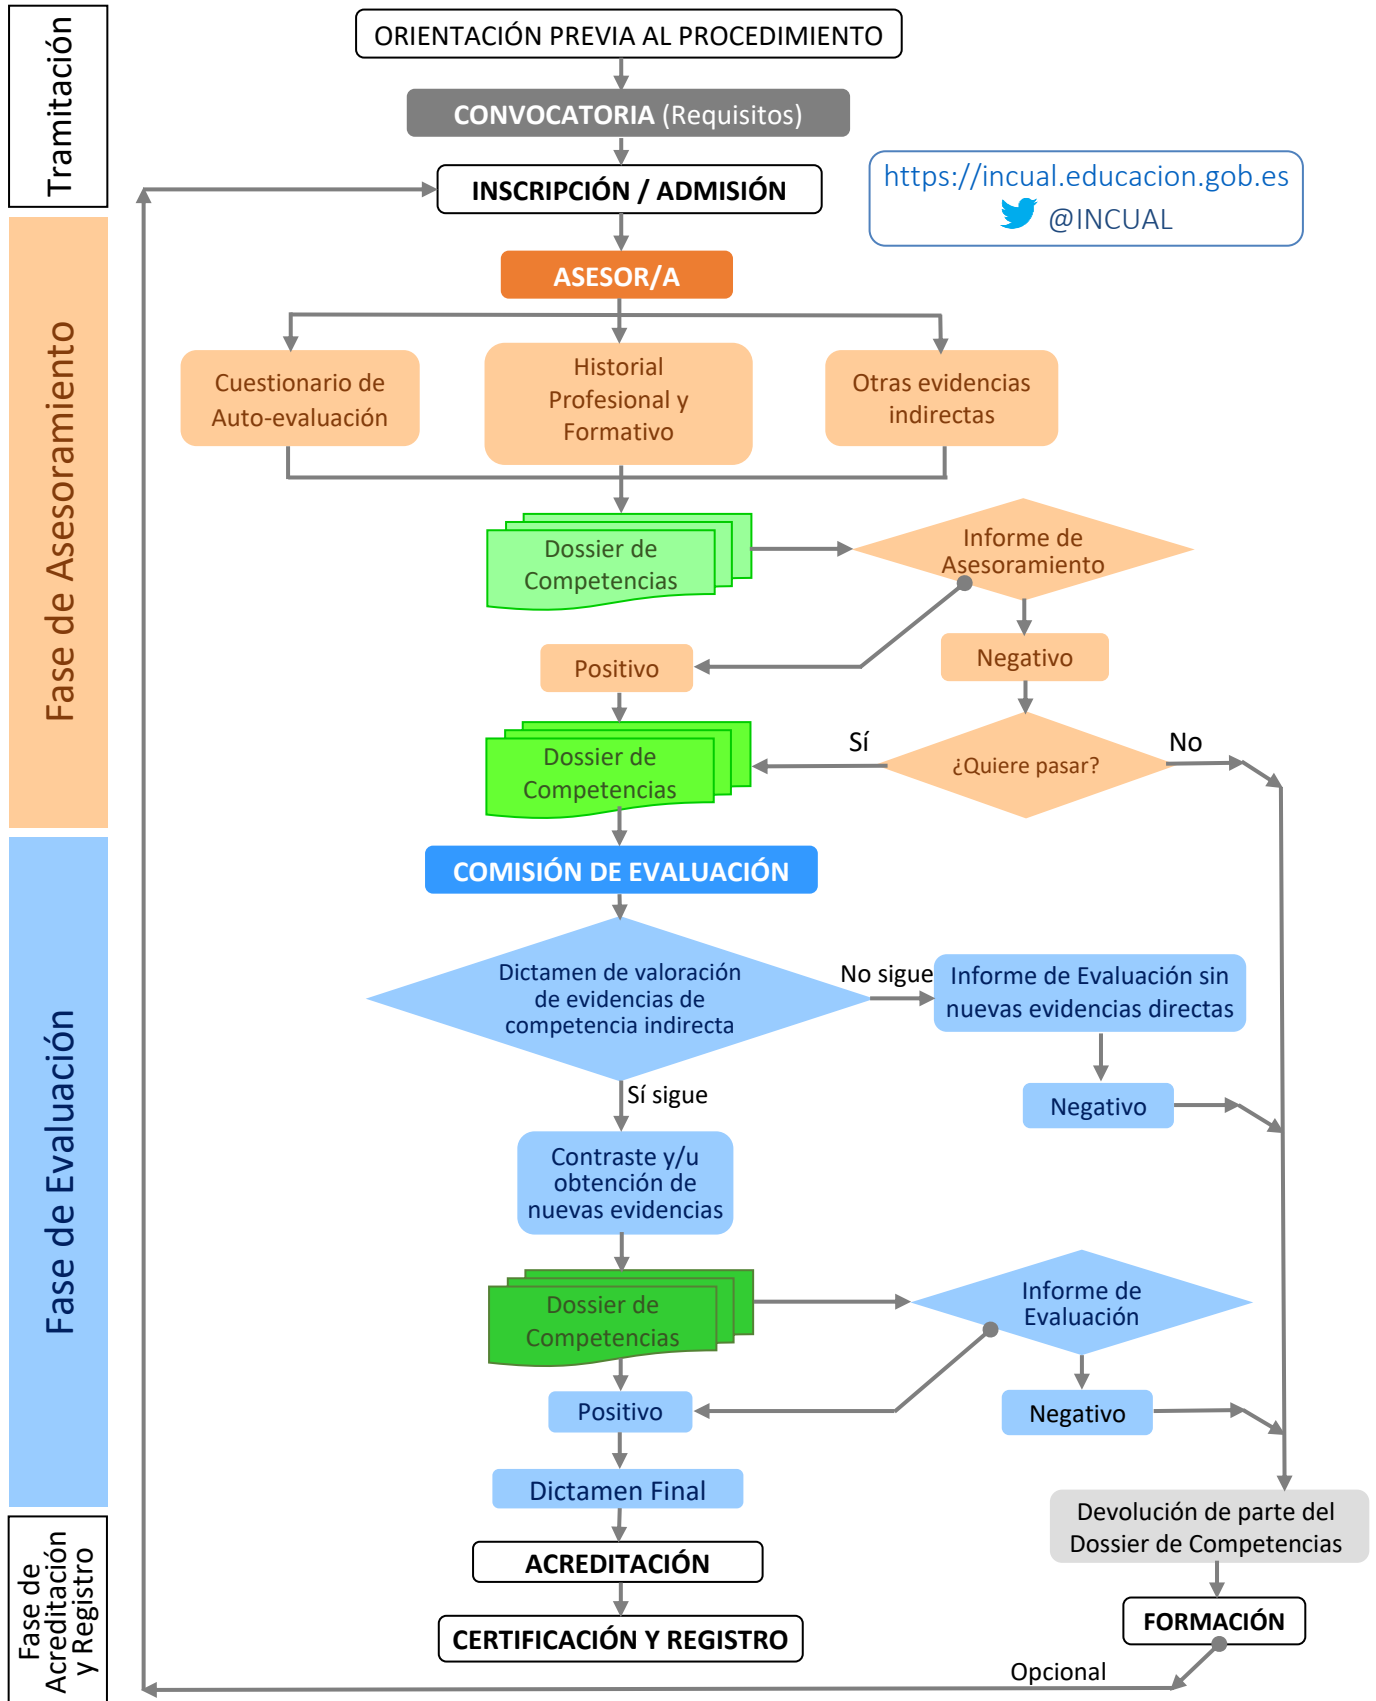 Tramitación
ORIENTACIÓN PREVIA AL PROCEDIMIENTO
CONVOCATORIA (Requisitos)
INSCRIPCIÓN / ADMISIÓN
https://incual.educacion.gob.es
@INCUAL
Fase de Asesoramiento
ASESOR/A
Cuestionario de
Auto-evaluación
Historial
Profesional y
Formativo
Otras evidencias
indirectas
Dossier de
Competencias
Informe de
Asesoramiento
Positivo
Negativo
Dossier de
Competencias
Sí
¿Quiere pasar?
No
Fase de Evaluación
COMISIÓN DE EVALUACIÓN
Dictamen de valoración
de evidencias de
competencia indirecta
No sigue
Informe de Evaluación sin
nuevas evidencias directas
Negativo
Sí sigue
Contraste y/u
obtención de
nuevas evidencias
Dossier de
Competencias
Informe de
Evaluación
Positivo
Negativo
Dictamen Final
Fase de
Acreditación
y Registro
ACREDITACIÓN
CERTIFICACIÓN Y REGISTRO
Devolución de parte del
Dossier de Competencias
FORMACIÓN
Opcional